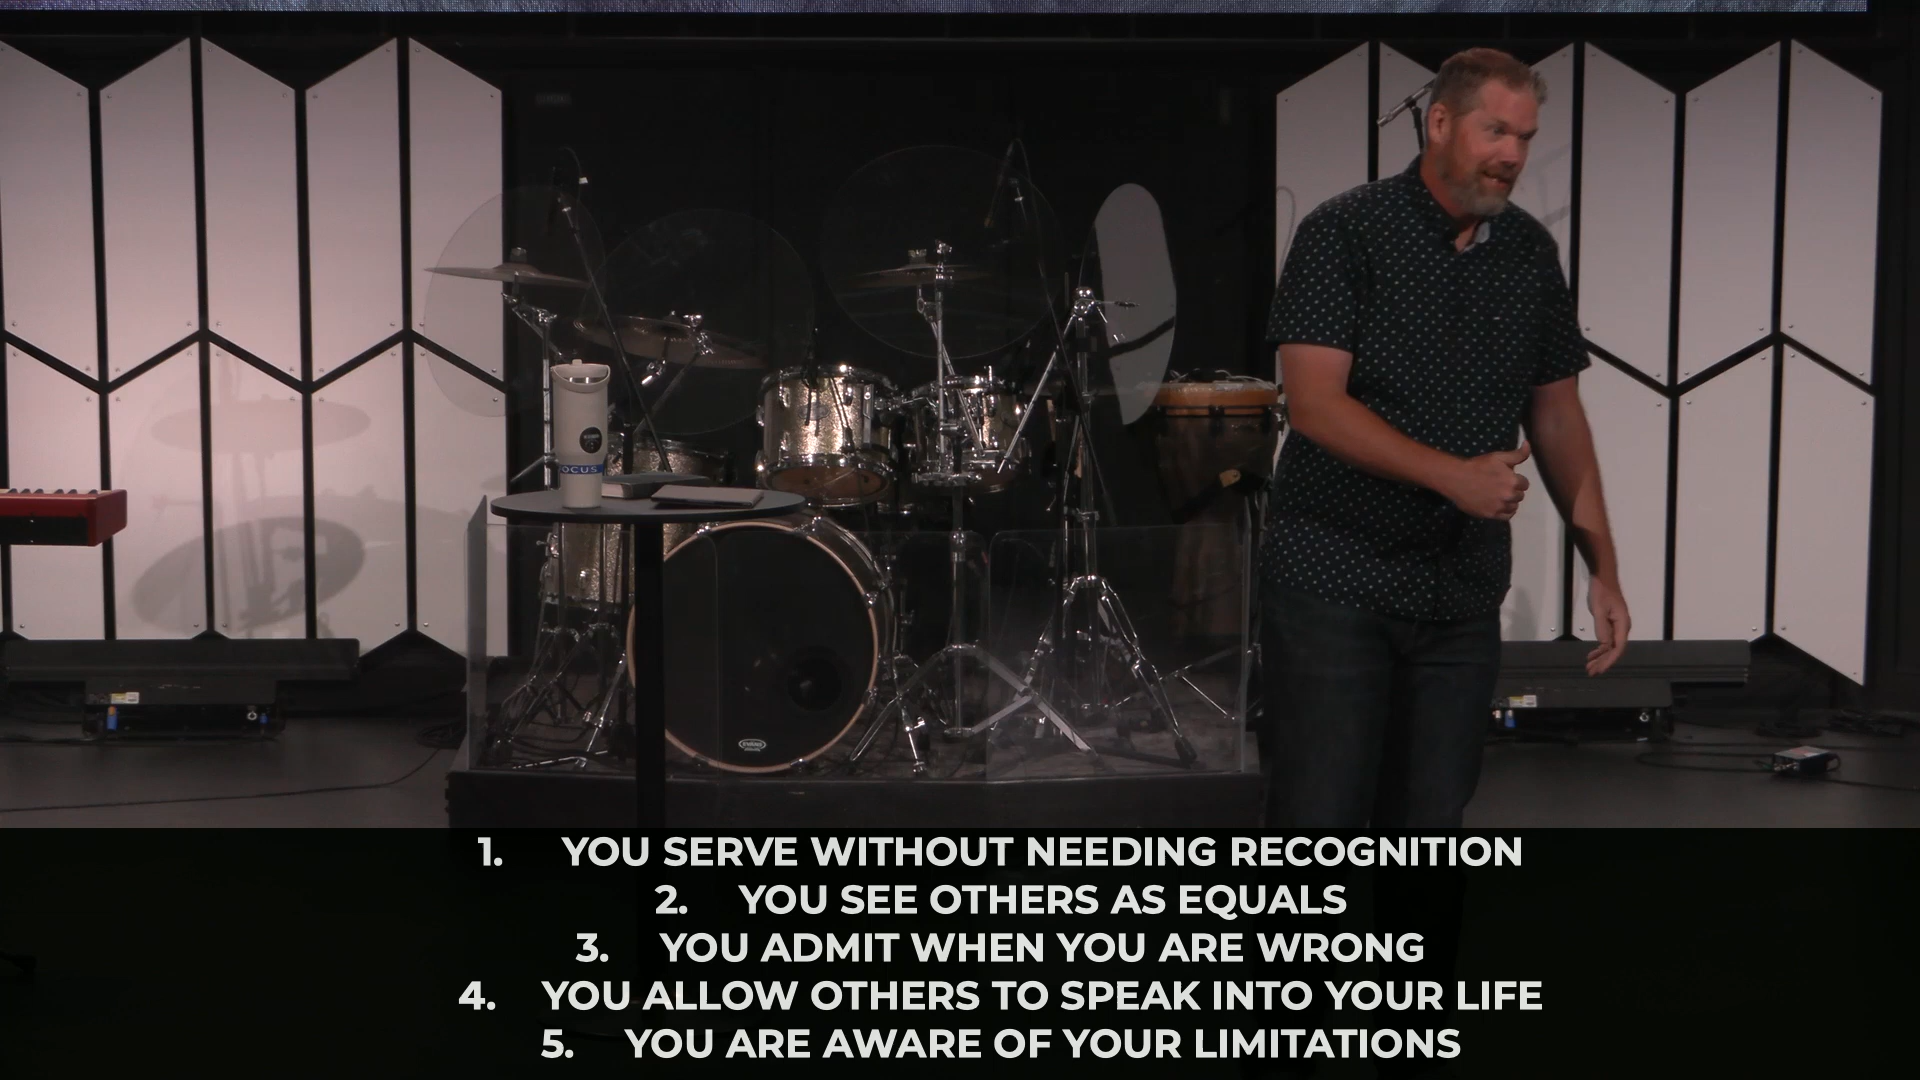 OCUS
1. YOU SERVE WITHOUT NEEDING RECOGNITION
2. YOU SEE OTHERS AS EQUALS
3. YOU ADMIT WHEN YOU ARE WRONG
4. YOU ALLOW OTHERS TO SPEAK INTO YOUR LIFE
5. YOU ARE AWARE OF YOUR LIMITATIONS